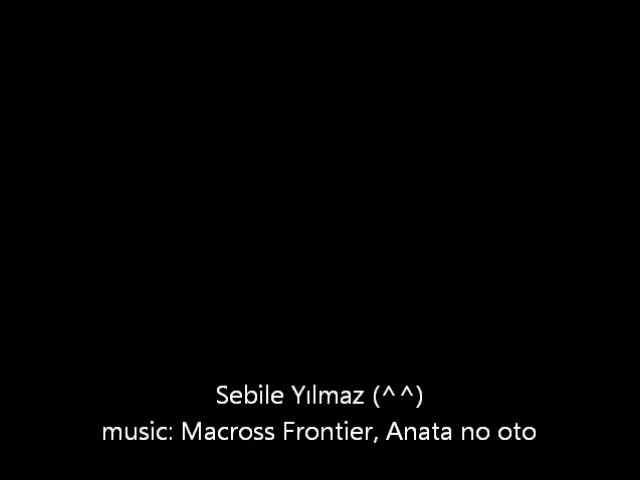 Sebile Yılmaz (^^)
music: Macross Frontier, Anata no oto